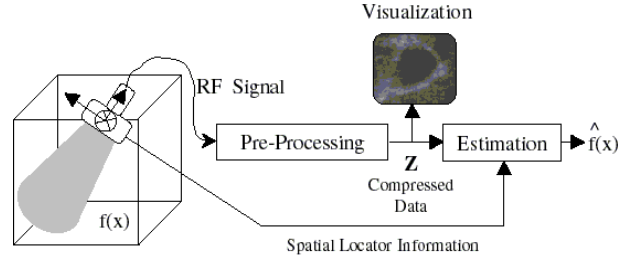 Visualization
RF Signal
Pre-Processing
Z
Compressed
Data
Estimation
^
f(x)
f(x)
Spatial Locator Information